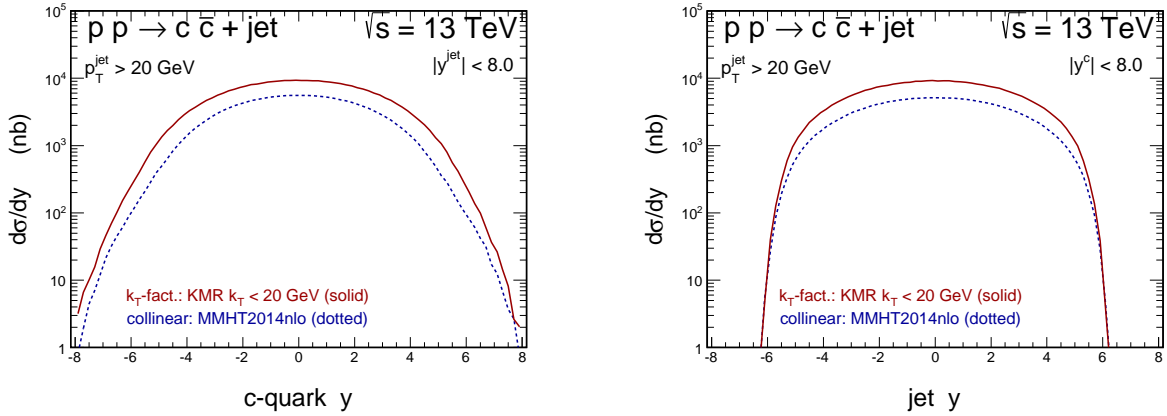 p p → c c̅ + jet √s = 13 TeV
p_T^jet > 20 GeV |y^jet| < 8.0
dσ/dy (nb)
10^5
10^4
10^3
10^2
10
1
k_T-fact.: KMR k_T < 20 GeV (solid)
collinear: MMHT2014nlo (dotted)
-8 -6 -4 -2 0 2 4 6 8
c-quark y
p p → c c̅ + jet √s = 13 TeV
p_T^jet > 20 GeV |y^c| < 8.0
dσ/dy (nb)
10^5
10^4
10^3
10^2
10
1
k_T-fact.: KMR k_T < 20 GeV (solid)
collinear: MMHT2014nlo (dotted)
-8 -6 -4 -2 0 2 4 6 8
jet y